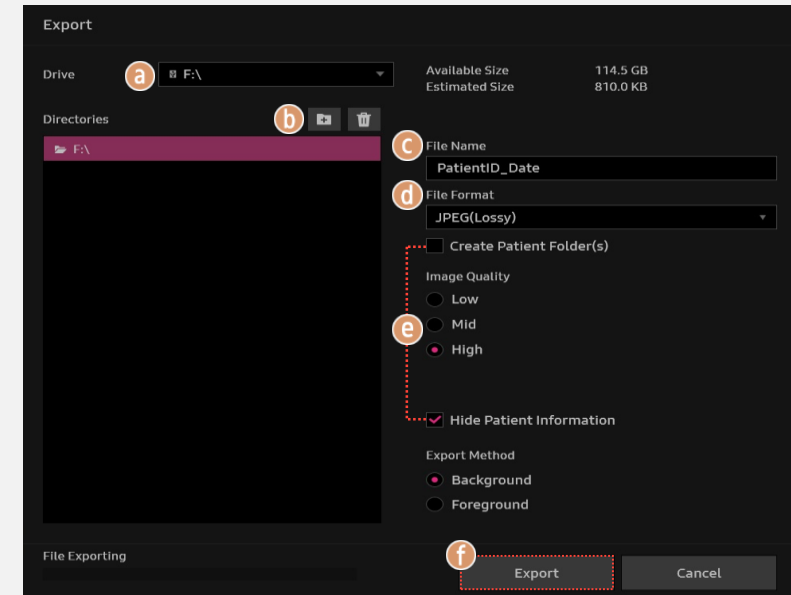 Export
Drive
a
F:\
Available Size 114.5 GB
Estimated Size 810.0 KB
Directories
b
F:\
c
File Name
PatientID_Date
d
File Format
JPEG(Lossy)
Create Patient Folder(s)
Image Quality
Low
e
Mid
High
Hide Patient Information
Export Method
Background
Foreground
File Exporting
f
Export
Cancel